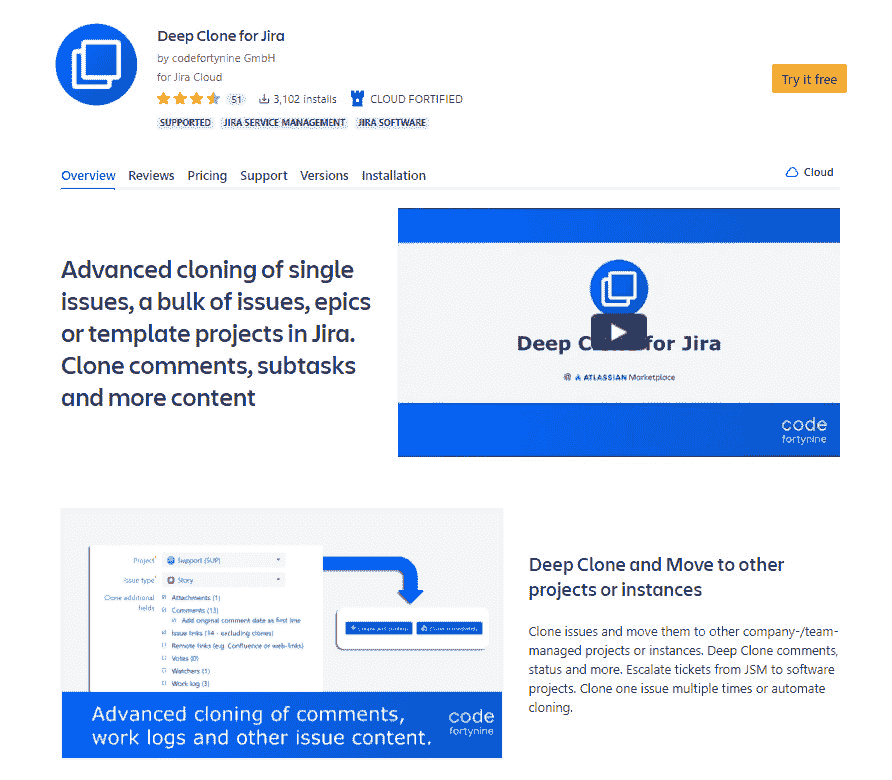 Deep Clone for Jira
by codefortynine GmbH
for Jira Cloud
51 3,102 installs CLOUD FORTIFIED
SUPPORTED JIRA SERVICE MANAGEMENT JIRA SOFTWARE
Try it free
Overview Reviews Pricing Support Versions Installation
Cloud
Advanced cloning of single
issues, a bulk of issues, epics
or template projects in Jira.
Clone comments, subtasks
and more content
Deep C for Jira
ATLASSIAN Marketplace
code
fortynine
Project* Support (SUP)
Issue type* Story
Clone additional
fields
Attachments (1)
Comments (13)
Add original comment date as first line
Issue links (14 - excluding clones)
Remote links (e.g. Confluence or web-links)
Votes (0)
Watchers (1)
Work log (3)
Advanced cloning of comments,
work logs and other issue content.
code
fortynine
Deep Clone and Move to other
projects or instances
Clone issues and move them to other company-/team-
managed projects or instances. Deep Clone comments,
status and more. Escalate tickets from JSM to software
projects. Clone one issue multiple times or automate
cloning.